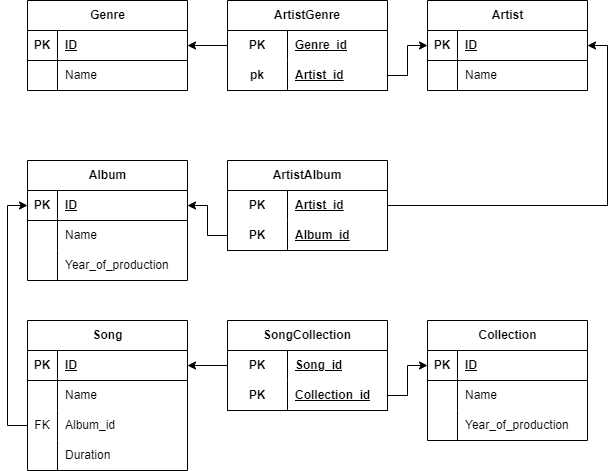 Genre
PK ID
Name
ArtistGenre
PK Genre_id
pk Artist_id
Artist
PK ID
Name
Album
PK ID
Name
Year_of_production
ArtistAlbum
PK Artist_id
PK Album_id
Song
PK ID
Name
FK Album_id
Duration
SongCollection
PK Song_id
PK Collection_id
Collection
PK ID
Name
Year_of_production